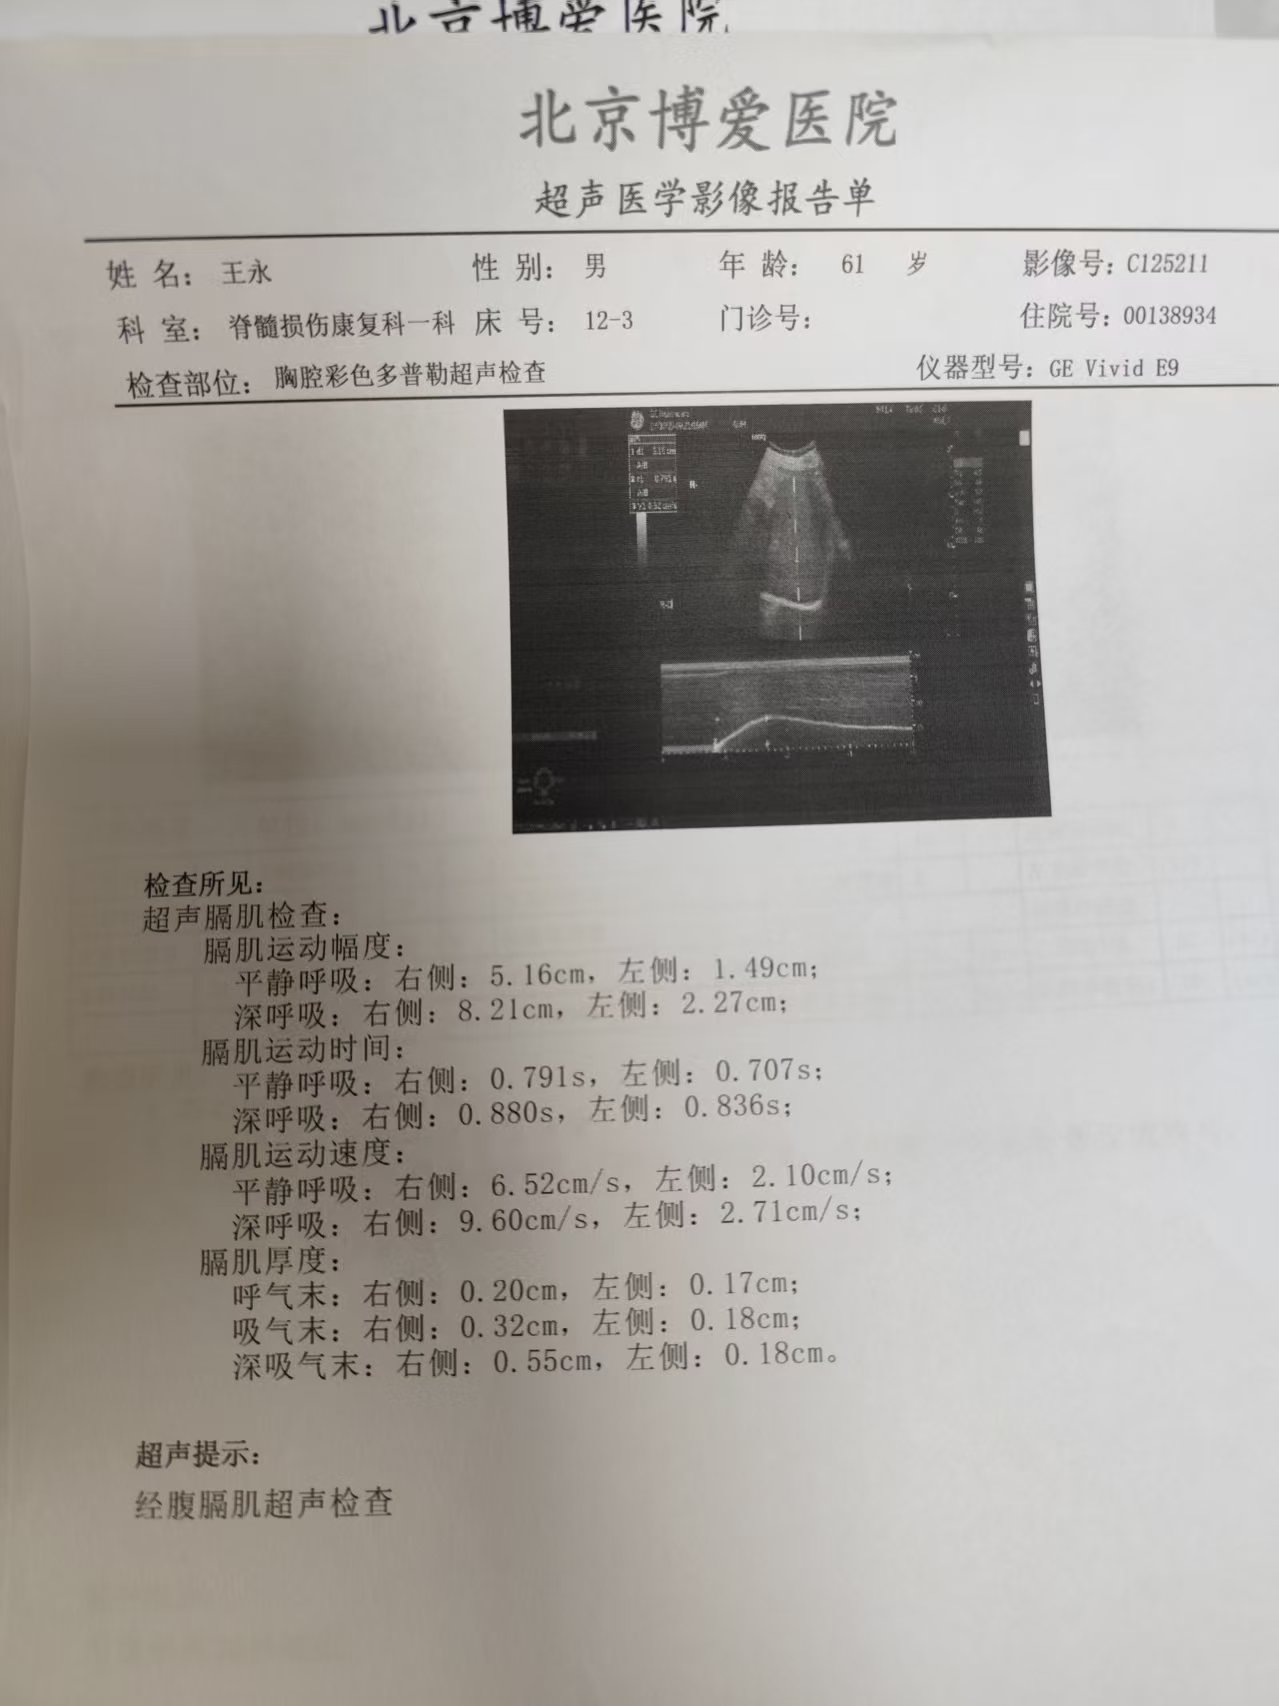 北京博爱医院
北京博爱医院
超声医学影像报告单
姓 名： 王永 性 别： 男 年 龄： 61 岁 影像号：C125211
科 室： 脊髓损伤康复科一科 床 号： 12-3 门诊号： 住院号：00138934
检查部位： 胸腔彩色多普勒超声检查 仪器型号：GE Vivid E9
检查所见：
超声膈肌检查：
膈肌运动幅度：
平静呼吸：右侧：5.16cm，左侧：1.49cm；
深呼吸：右侧：8.21cm，左侧：2.27cm；
膈肌运动时间：
平静呼吸：右侧：0.791s，左侧：0.707s；
深呼吸：右侧：0.880s，左侧：0.836s；
膈肌运动速度：
平静呼吸：右侧：6.52cm/s，左侧：2.10cm/s；
深呼吸：右侧：9.60cm/s，左侧：2.71cm/s；
膈肌厚度：
呼气末：右侧：0.20cm，左侧：0.17cm；
吸气末：右侧：0.32cm，左侧：0.18cm；
深吸气末：右侧：0.55cm，左侧：0.18cm。
超声提示：
经腹膈肌超声检查